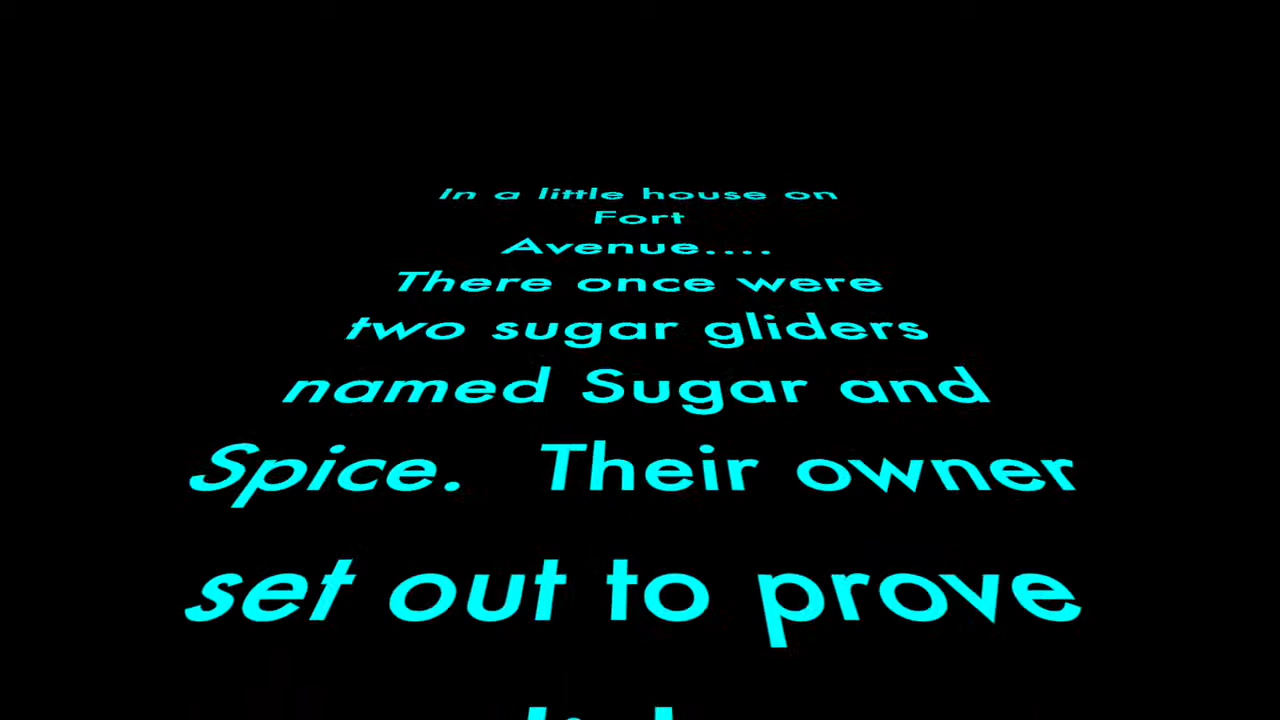 In a little house on
Fort
Avenue....
There once were
two sugar gliders
named Sugar and
Spice.  Their owner
set out to prove